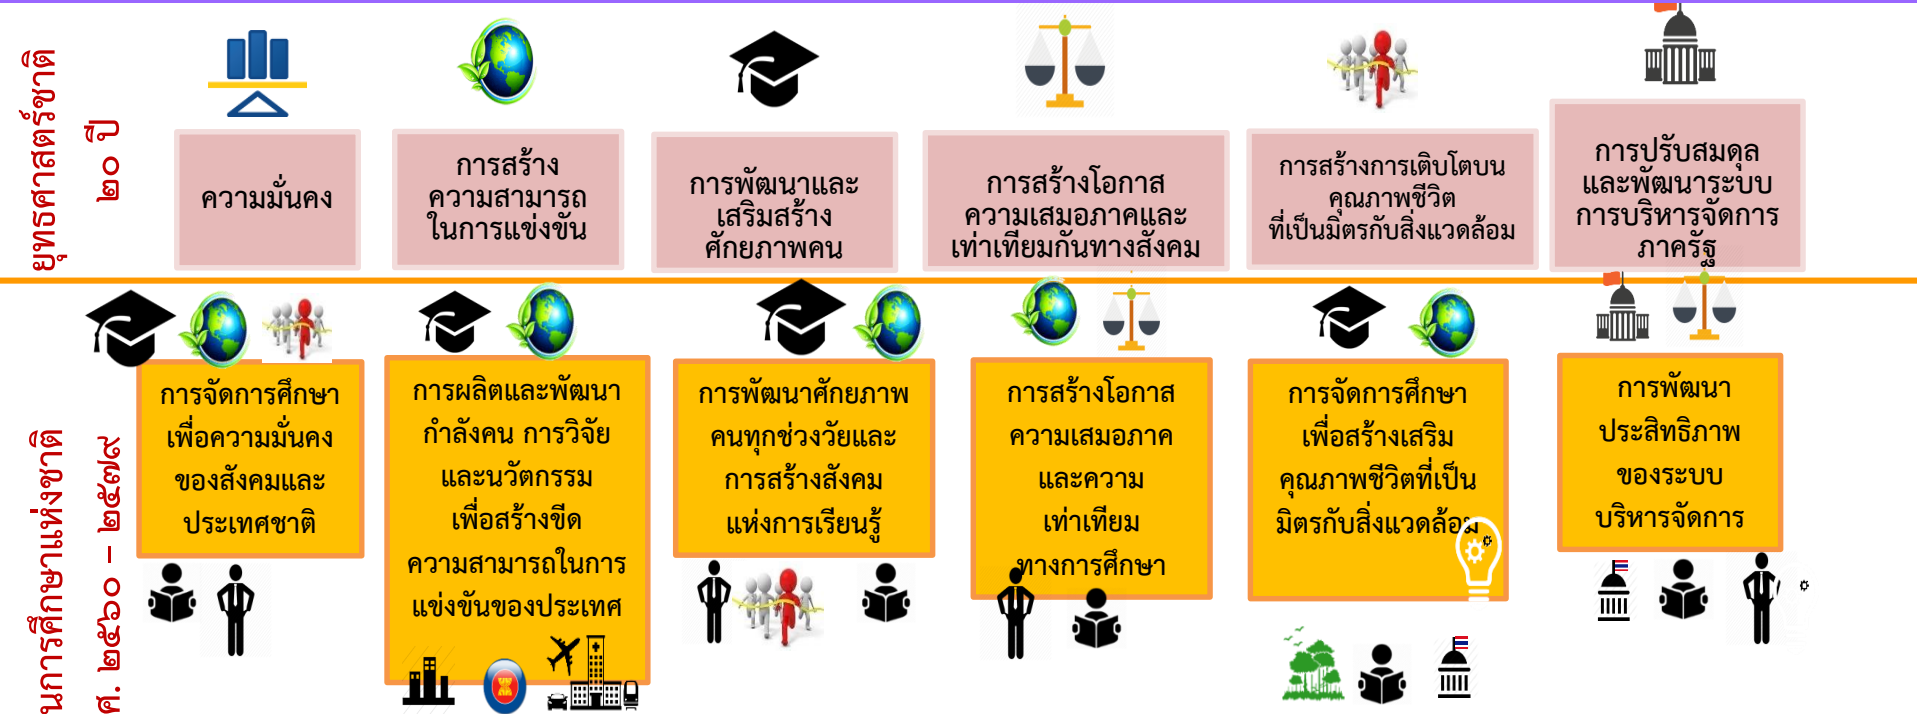 ยุทธศาสตร์ชาติ
๒๐ ปี
ความมั่นคง
การสร้าง
ความสามารถ
ในการแข่งขัน
การพัฒนาและ
เสริมสร้าง
ศักยภาพคน
การสร้างโอกาส
ความเสมอภาคและ
เท่าเทียมกันทางสังคม
การสร้างการเติบโตบน
คุณภาพชีวิต
ที่เป็นมิตรกับสิ่งแวดล้อม
การปรับสมดุล
และพัฒนาระบบ
การบริหารจัดการ
ภาครัฐ
นการศึกษาแห่งชาติ
ศ. ๒๕๖๐ – ๒๕๗๙
การจัดการศึกษา
เพื่อความมั่นคง
ของสังคมและ
ประเทศชาติ
การผลิตและพัฒนา
กำลังคน การวิจัย
และนวัตกรรม
เพื่อสร้างขีด
ความสามารถในการ
แข่งขันของประเทศ
การพัฒนาศักยภาพ
คนทุกช่วงวัยและ
การสร้างสังคม
แห่งการเรียนรู้
การสร้างโอกาส
ความเสมอภาค
และความ
เท่าเทียม
ทางการศึกษา
การจัดการศึกษา
เพื่อสร้างเสริม
คุณภาพชีวิตที่เป็น
มิตรกับสิ่งแวดล้อม
การพัฒนา
ประสิทธิภาพ
ของระบบ
บริหารจัดการ